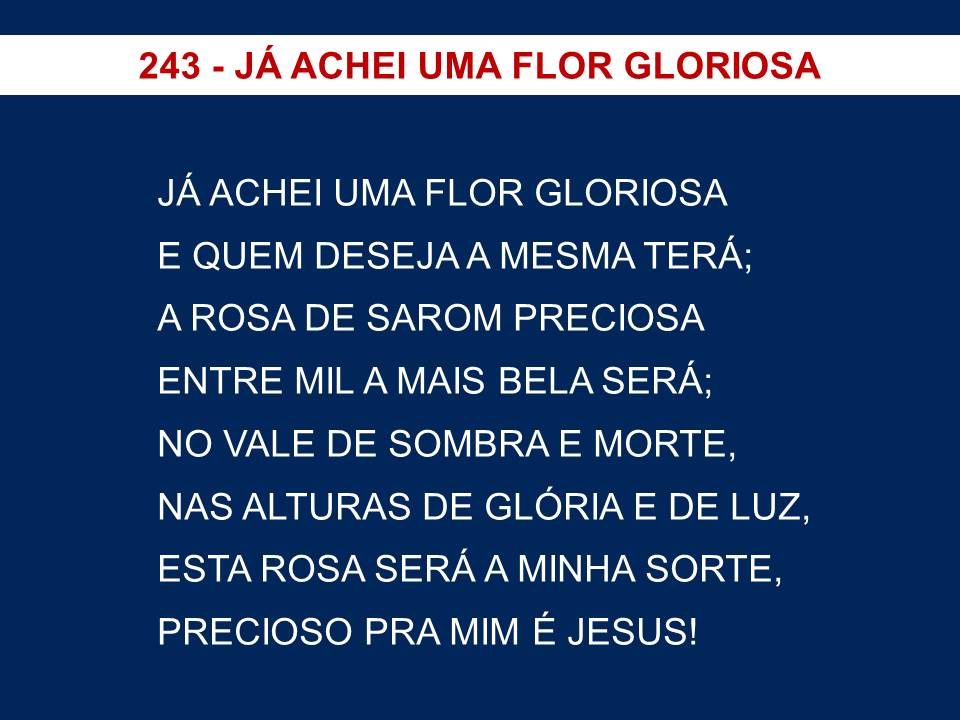 243 - JÁ ACHEI UMA FLOR GLORIOSA
JÁ ACHEI UMA FLOR GLORIOSA
E QUEM DESEJA A MESMA TERÁ;
A ROSA DE SAROM PRECIOSA
ENTRE MIL A MAIS BELA SERÁ;
NO VALE DE SOMBRA E MORTE,
NAS ALTURAS DE GLÓRIA E DE LUZ,
ESTA ROSA SERÁ A MINHA SORTE,
PRECIOSO PRA MIM É JESUS!